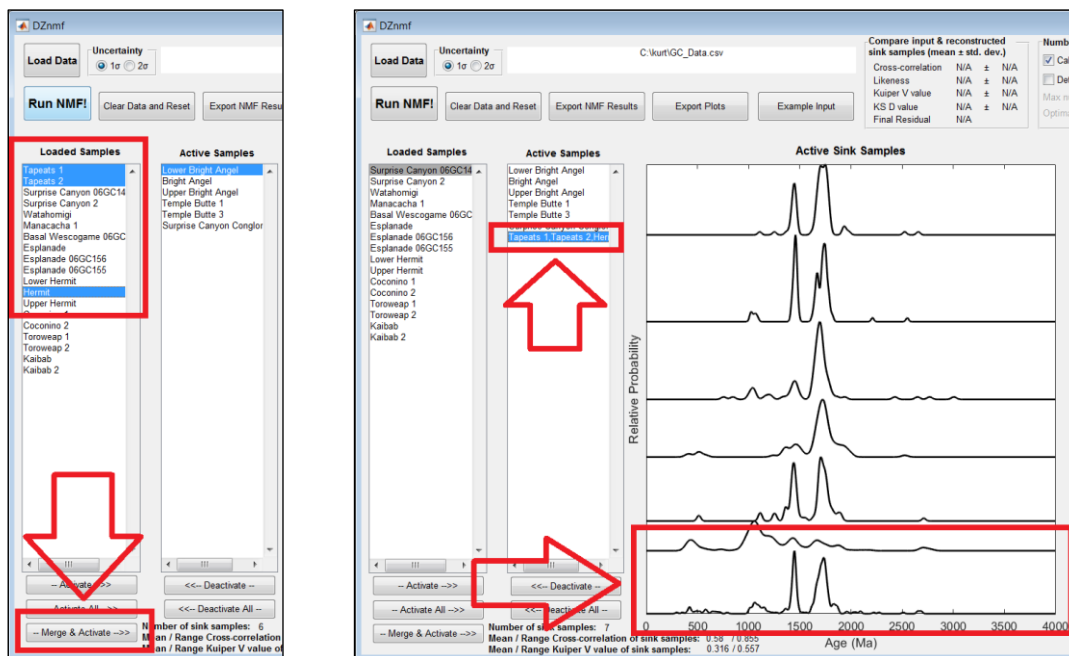 DZnmf
Load Data
Uncertainty
1σ 2σ
Run NMF!
Clear Data and Reset
Export NMF Resu
Loaded Samples
Tapeats 1
Tapeats 2
Surprise Canyon 06GC14
Surprise Canyon 2
Watahomigi
Manacacha 1
Basal Wescogame 06GC
Esplanade
Esplanade 06GC156
Esplanade 06GC155
Lower Hermit
Hermit
Upper Hermit
Coconino 2
Toroweap 1
Toroweap 2
Kaibab
Kaibab 2
Active Samples
Lower Bright Angel
Bright Angel
Upper Bright Angel
Temple Butte 1
Temple Butte 3
Surprise Canyon Conglor
-- Activate -->>
<<-- Deactivate --
Activate All -->>
<<-- Deactivate All --
-- Merge & Activate -->>
Number of sink samples: 6
Mean / Range Cross-correlation
Mean / Range Kuiper V value of
DZnmf
Load Data
Uncertainty
1σ 2σ
C:\kurt\GC_Data.csv
Run NMF!
Clear Data and Reset
Export NMF Results
Export Plots
Example Input
Compare input & reconstructed
sink samples (mean ± std. dev.)
Cross-correlation N/A ± N/A
Likeness N/A ± N/A
Kuiper V value N/A ± N/A
KS D value N/A ± N/A
Final Residual N/A
Numb
Cal
Det
Max n
Optim
Loaded Samples
Surprise Canyon 06GC14
Surprise Canyon 2
Watahomigi
Manacacha 1
Basal Wescogame 06GC
Esplanade
Esplanade 06GC156
Esplanade 06GC155
Lower Hermit
Upper Hermit
Coconino 1
Coconino 2
Toroweap 1
Toroweap 2
Kaibab
Kaibab 2
Active Samples
Lower Bright Angel
Bright Angel
Upper Bright Angel
Temple Butte 1
Temple Butte 3
Tapeats 1,Tapeats 2,Her
-- Activate -->>
<<-- Deactivate --
-- Activate All -->>
<<-- Deactivate All --
-- Merge & Activate -->>
Number of sink samples: 7
Mean / Range Cross-correlation of sink samples: 0.58 / 0.855
Mean / Range Kuiper V value of sink samples: 0.316 / 0.557
Active Sink Samples
Relative Probability
0 500 1000 1500 2000 2500 3000 3500 4000
Age (Ma)